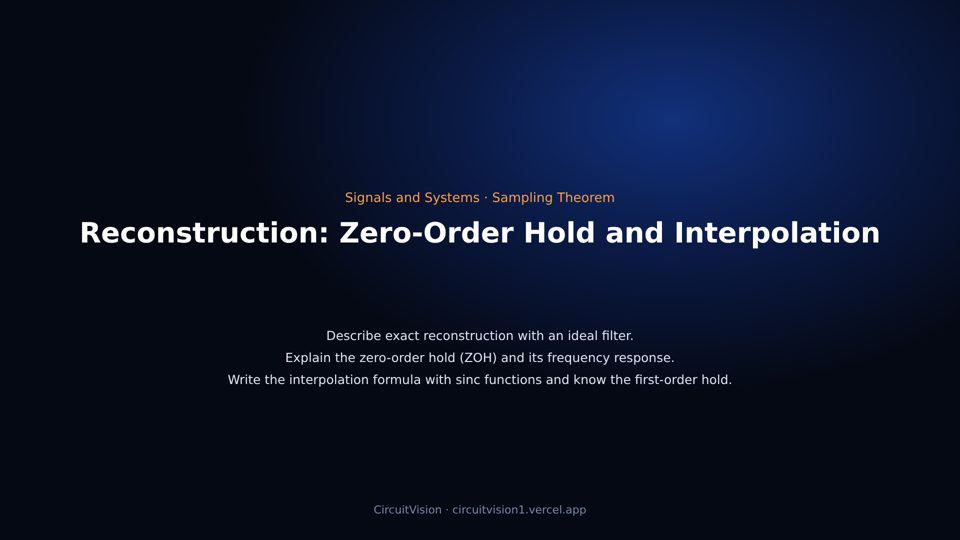 Signals and Systems · Sampling Theorem
Reconstruction: Zero-Order Hold and Interpolation
Describe exact reconstruction with an ideal filter.
Explain the zero-order hold (ZOH) and its frequency response.
Write the interpolation formula with sinc functions and know the first-order hold.
CircuitVision · circuitvision1.vercel.app